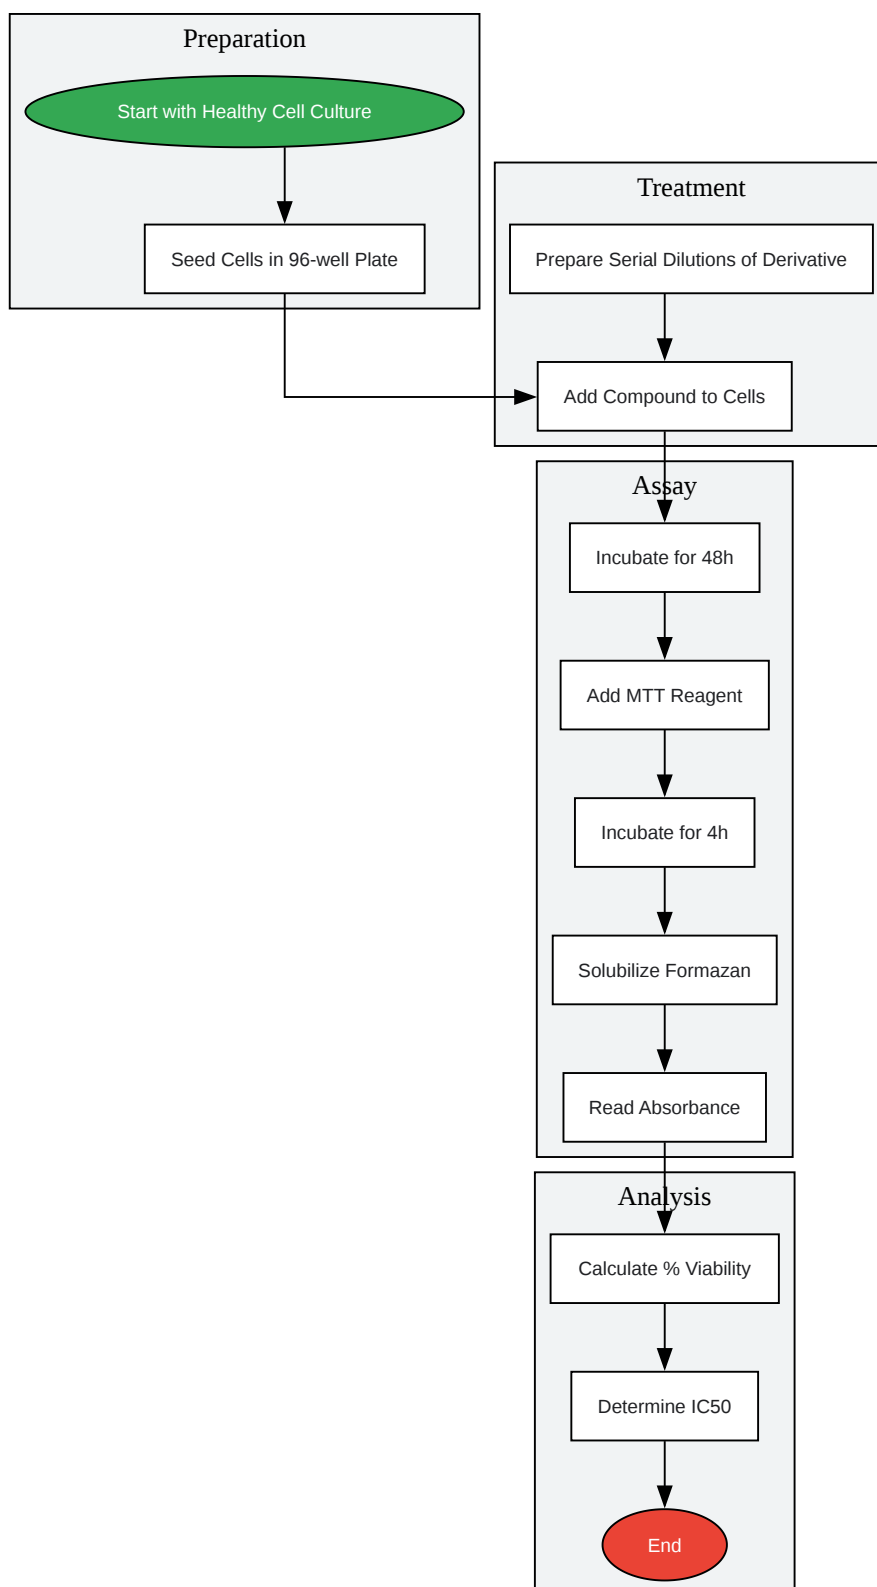 Preparation
Start with Healthy Cell Culture
Seed Cells in 96-well Plate
Treatment
Prepare Serial Dilutions of Derivative
Add Compound to Cells
Assay
Incubate for 48h
Add MTT Reagent
Incubate for 4h
Solubilize Formazan
Read Absorbance
Analysis
Calculate % Viability
Determine IC50
End